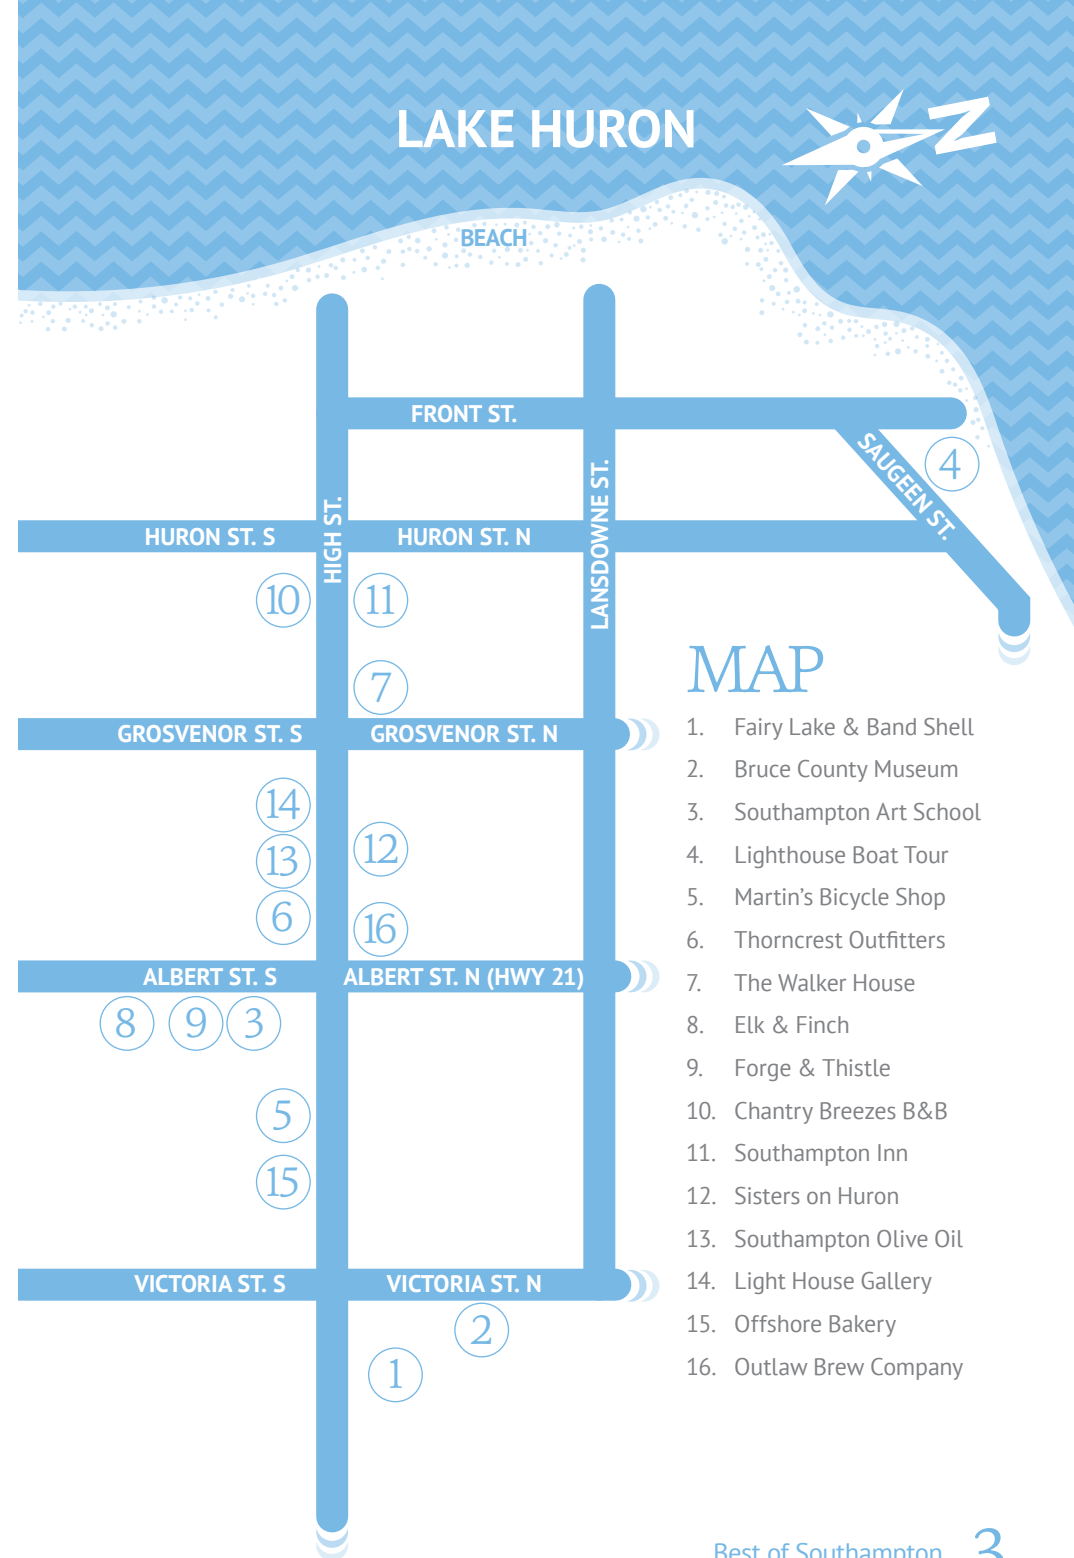 LAKE HURON
N
BEACH
FRONT ST.
SAUGEEN ST.
4
HIGH ST.
LANSDOWNE ST.
HURON ST. S
HURON ST. N
10
11
7
GROSVENOR ST. S
GROSVENOR ST. N
14
13
12
6
16
ALBERT ST. S
ALBERT ST. N (HWY 21)
8
9
3
5
15
VICTORIA ST. S
VICTORIA ST. N
2
1
MAP
1. Fairy Lake & Band Shell
2. Bruce County Museum
3. Southampton Art School
4. Lighthouse Boat Tour
5. Martin’s Bicycle Shop
6. Thorncrest Outfitters
7. The Walker House
8. Elk & Finch
9. Forge & Thistle
10. Chantry Breezes B&B
11. Southampton Inn
12. Sisters on Huron
13. Southampton Olive Oil
14. Light House Gallery
15. Offshore Bakery
16. Outlaw Brew Company
Best of Southampton 3